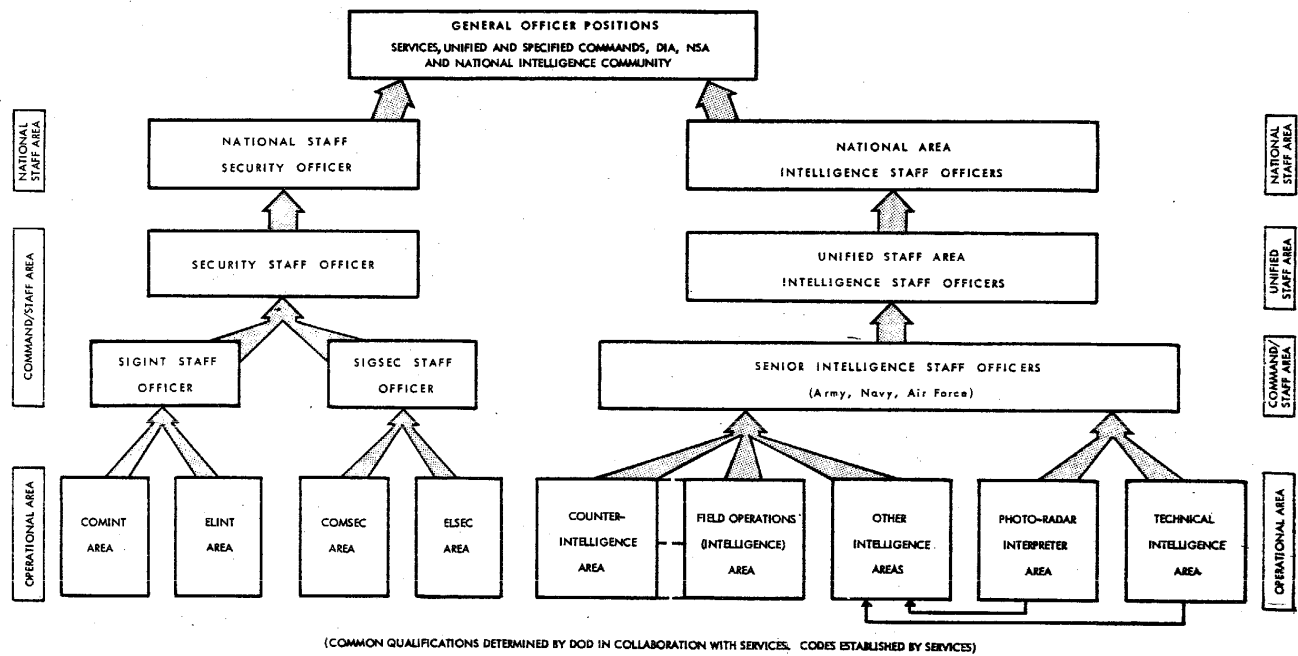 GENERAL OFFICER POSITIONS
SERVICES, UNIFIED AND SPECIFIED COMMANDS, DIA, NSA
AND NATIONAL INTELLIGENCE COMMUNITY
NATIONAL
STAFF AREA
NATIONAL STAFF
SECURITY OFFICER
NATIONAL AREA
INTELLIGENCE STAFF OFFICERS
NATIONAL
STAFF AREA
COMMAND/STAFF AREA
SECURITY STAFF OFFICER
UNIFIED STAFF AREA
INTELLIGENCE STAFF OFFICERS
UNIFIED
STAFF AREA
SIGINT STAFF
OFFICER
SIGSEC STAFF
OFFICER
SENIOR INTELLIGENCE STAFF OFFICERS
(Army, Navy, Air Force)
COMMAND/
STAFF AREA
OPERATIONAL AREA
COMINT
AREA
ELINT
AREA
COMSEC
AREA
ELSEC
AREA
COUNTER-
INTELLIGENCE
AREA
FIELD OPERATIONS
(INTELLIGENCE)
AREA
OTHER
INTELLIGENCE
AREAS
PHOTO-RADAR
INTERPRETER
AREA
TECHNICAL
INTELLIGENCE
AREA
OPERATIONAL AREA
(COMMON QUALIFICATIONS DETERMINED BY DOD IN COLLABORATION WITH SERVICES. CODES ESTABLISHED BY SERVICES)